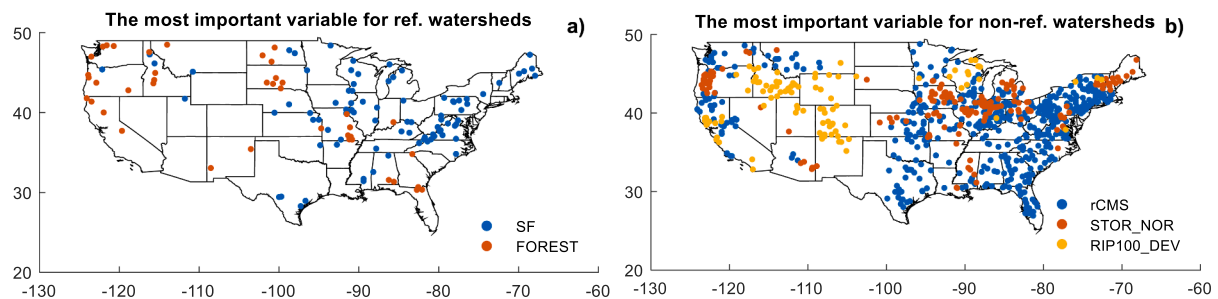 The most important variable for ref. watersheds
a)
50
40
30
20
SF
FOREST
-130 -120 -110 -100 -90 -80 -70 -60
The most important variable for non-ref. watersheds b)
50
40
30
20
rCMS
STOR_NOR
RIP100_DEV
-130 -120 -110 -100 -90 -80 -70 -60